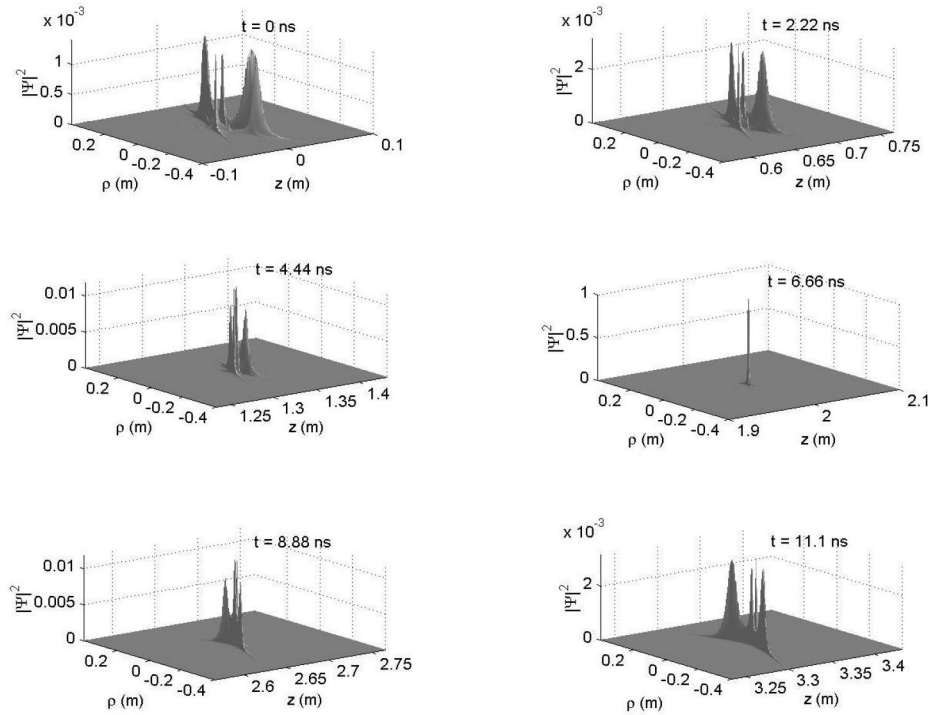 x 10^-3
t = 0 ns
1
0.5
0
|Ψ|^2
0.2
0
-0.2
-0.4
ρ (m)
-0.1
0
0.1
z (m)
x 10^-3
t = 2.22 ns
2
0
|Ψ|^2
0.2
0
-0.2
-0.4
ρ (m)
0.6
0.65
0.7
0.75
z (m)
t = 4.44 ns
0.01
0.005
0
|Ψ|^2
0.2
0
-0.2
-0.4
ρ (m)
1.25
1.3
1.35
1.4
z (m)
t = 6.66 ns
1
0.5
0
|Ψ|^2
0.2
0
-0.2
-0.4
ρ (m)
1.9
2
2.1
z (m)
t = 8.88 ns
0.01
0.005
0
|Ψ|^2
0.2
0
-0.2
-0.4
ρ (m)
2.6
2.65
2.7
2.75
z (m)
x 10^-3
t = 11.1 ns
2
0
|Ψ|^2
0.2
0
-0.2
-0.4
ρ (m)
3.25
3.3
3.35
3.4
z (m)